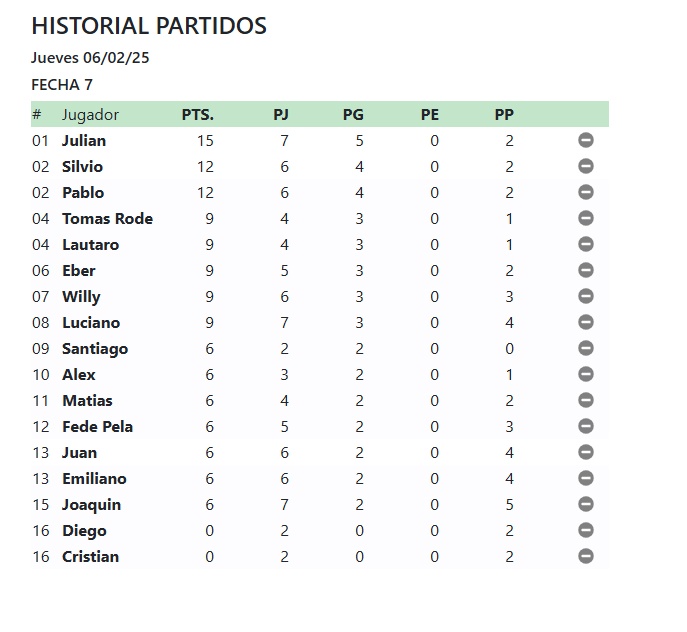 HISTORIAL PARTIDOS
Jueves 06/02/25
FECHA 7
# Jugador PTS. PJ PG PE PP
01 Julian 15 7 5 0 2
02 Silvio 12 6 4 0 2
02 Pablo 12 6 4 0 2
04 Tomas Rode 9 4 3 0 1
04 Lautaro 9 4 3 0 1
06 Eber 9 5 3 0 2
07 Willy 9 6 3 0 3
08 Luciano 9 7 3 0 4
09 Santiago 6 2 2 0 0
10 Alex 6 3 2 0 1
11 Matias 6 4 2 0 2
12 Fede Pela 6 5 2 0 3
13 Juan 6 6 2 0 4
13 Emiliano 6 6 2 0 4
15 Joaquin 6 7 2 0 5
16 Diego 0 2 0 0 2
16 Cristian 0 2 0 0 2